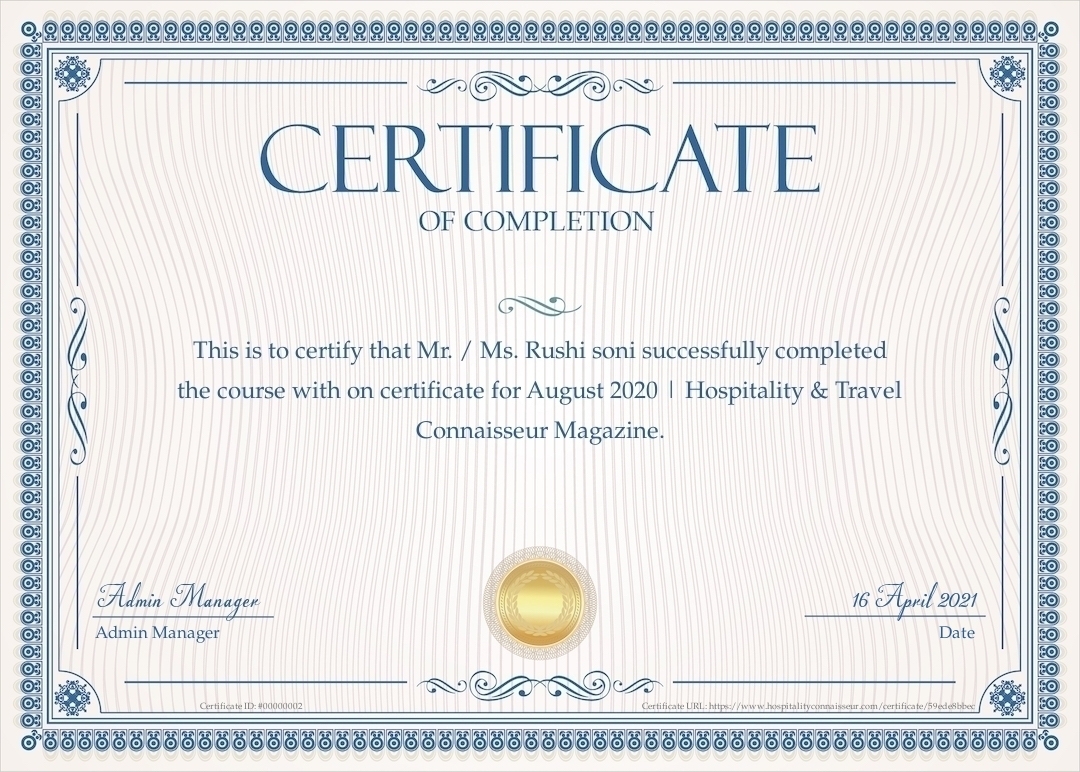 CERTIFICATE
OF COMPLETION
This is to certify that Mr. / Ms. Rushi soni successfully completed
the course with on certificate for August 2020 | Hospitality & Travel
Connaisseur Magazine.
Admin Manager
16 April 2021
Admin Manager
Date
Certificate ID: #00000002
Certificate URL: https://www.hospitalityconnaisseur.com/certificate/59ede8bbec